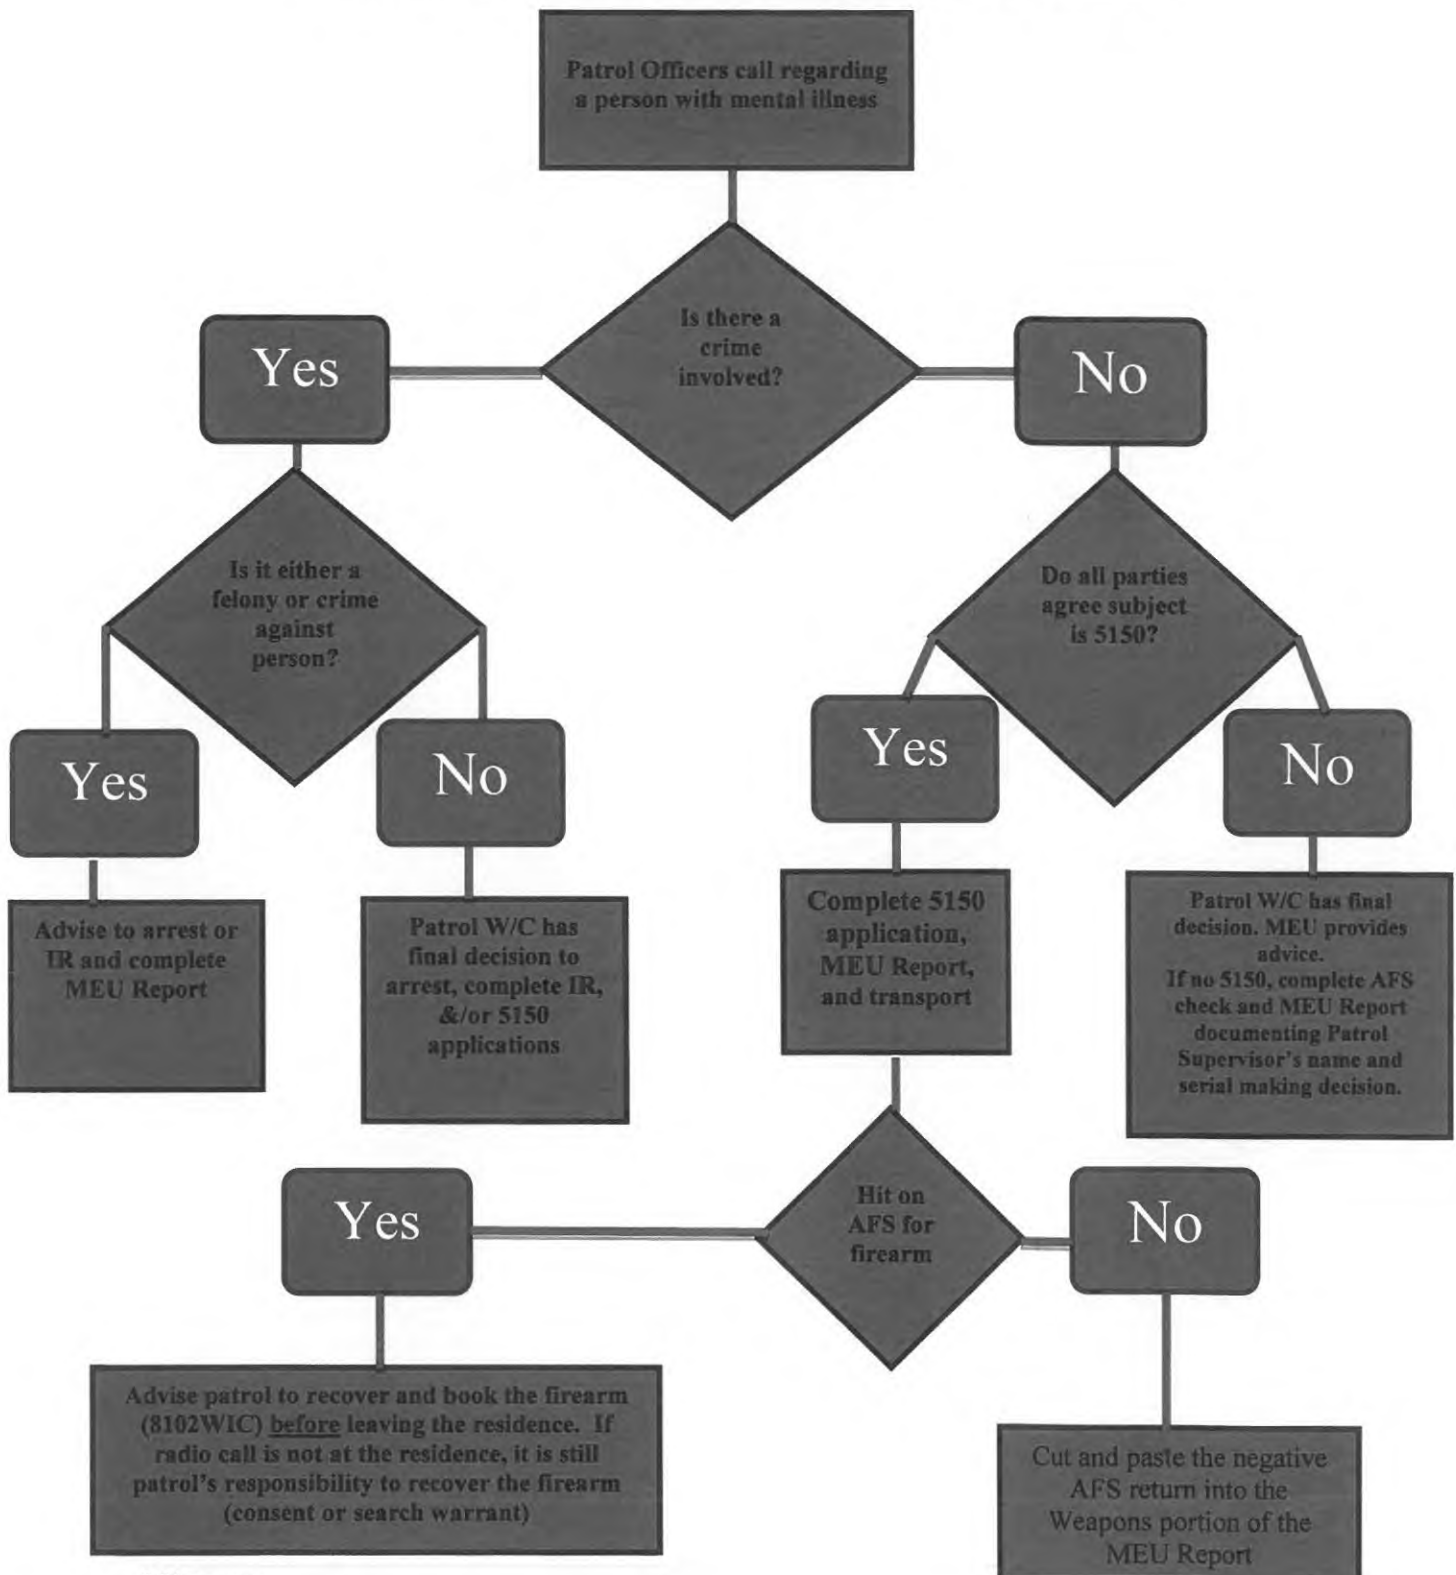 Patrol Officers call regarding
a person with mental illness
Is there a
crime
involved?
Yes
No
Is it either a
felony or crime
against
person?
Do all parties
agree subject
is 5150?
Yes
No
Yes
No
Advise to arrest or
IR and complete
MEU Report
Patrol W/C has
final decision to
arrest, complete IR,
&/or 5150
applications
Complete 5150
application,
MEU Report,
and transport
Patrol W/C has final
decision. MEU provides
advice.
If no 5150, complete AFS
check and MEU Report
documenting Patrol
Supervisor's name and
serial making decision.
Hit on
AFS for
firearm
Yes
No
Advise patrol to recover and book the firearm
(8102WIC) before leaving the residence.  If
radio call is not at the residence, it is still
patrol's responsibility to recover the firearm
(consent or search warrant)
Cut and paste the negative
AFS return into the
Weapons portion of the
MEU Report